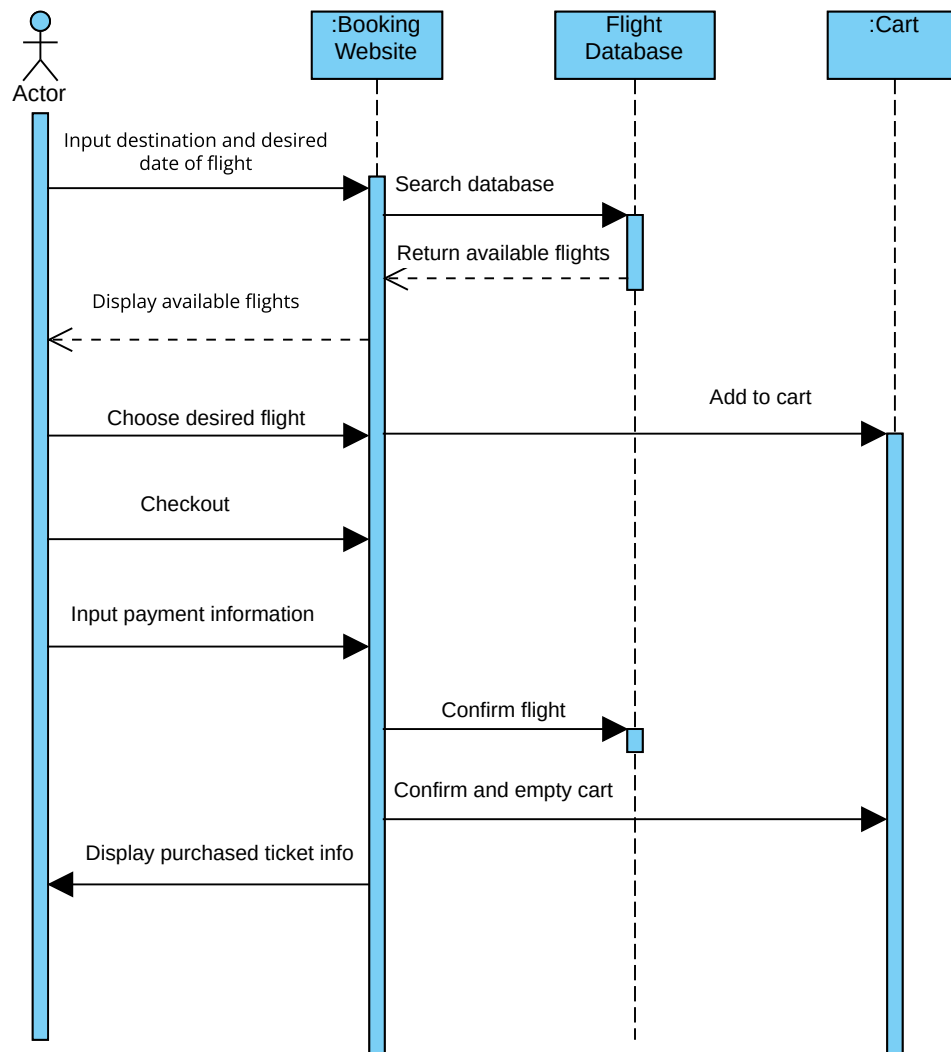 :Booking
Website
Flight
Database
:Cart
Actor
Input destination and desired
date of flight
Search database
Return available flights
Display available flights
Add to cart
Choose desired flight
Checkout
Input payment information
Confirm flight
Confirm and empty cart
Display purchased ticket info